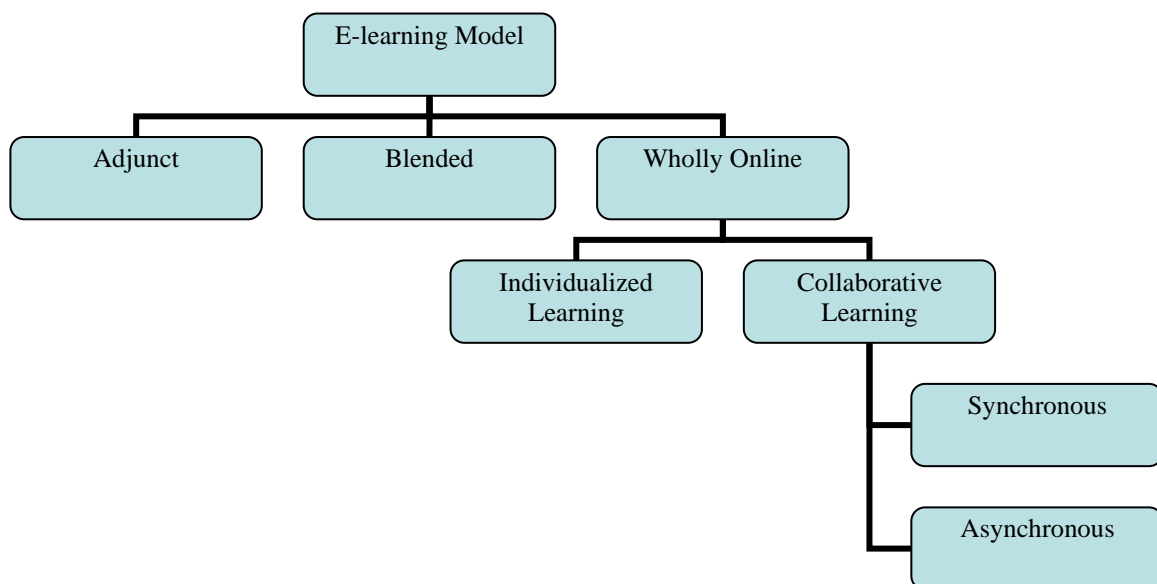 E-learning Model
Adjunct
Blended
Wholly Online
Individualized
Learning
Collaborative
Learning
Synchronous
Asynchronous